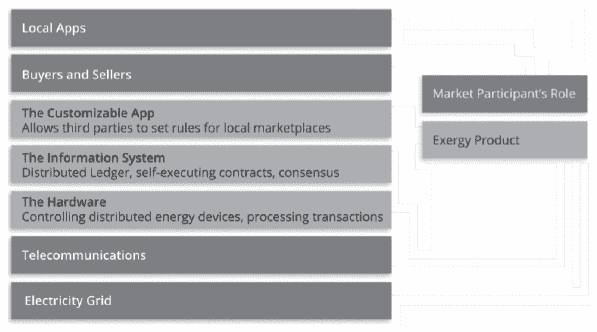 Local Apps
Buyers and Sellers
The Customizable App
Allows third parties to set rules for local marketplaces
The Information System
Distributed Ledger, self-executing contracts, consensus
The Hardware
Controlling distributed energy devices, processing transactions
Telecommunications
Electricity Grid
Market Participant's Role
Exergy Product